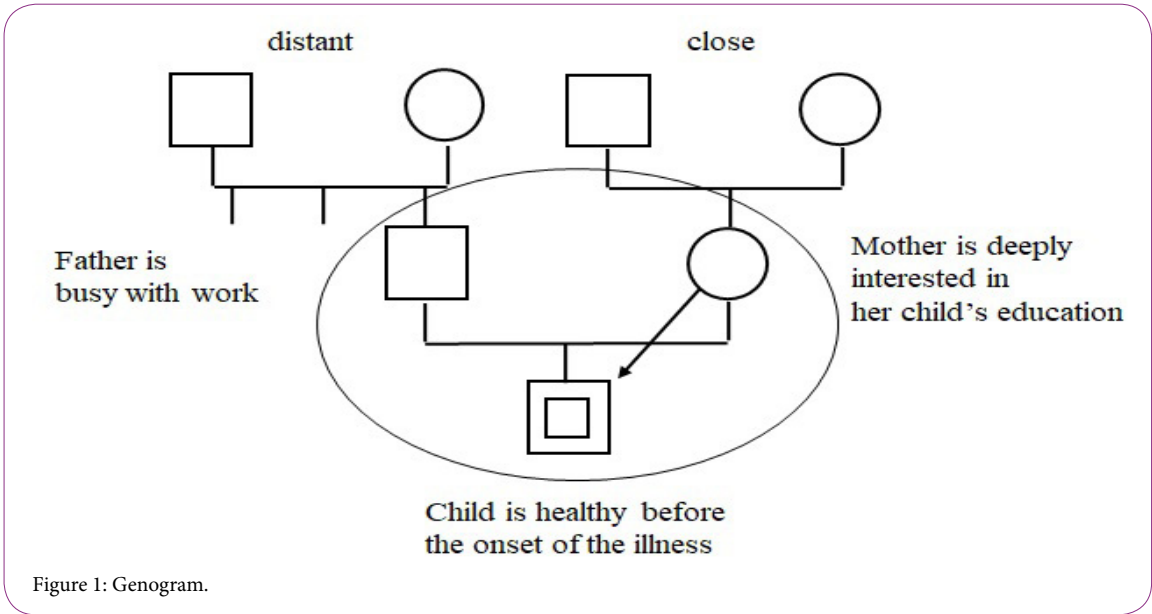 distant
close
Father is
busy with work
Mother is deeply
interested in
her child’s education
Child is healthy before
the onset of the illness
Figure 1: Genogram.